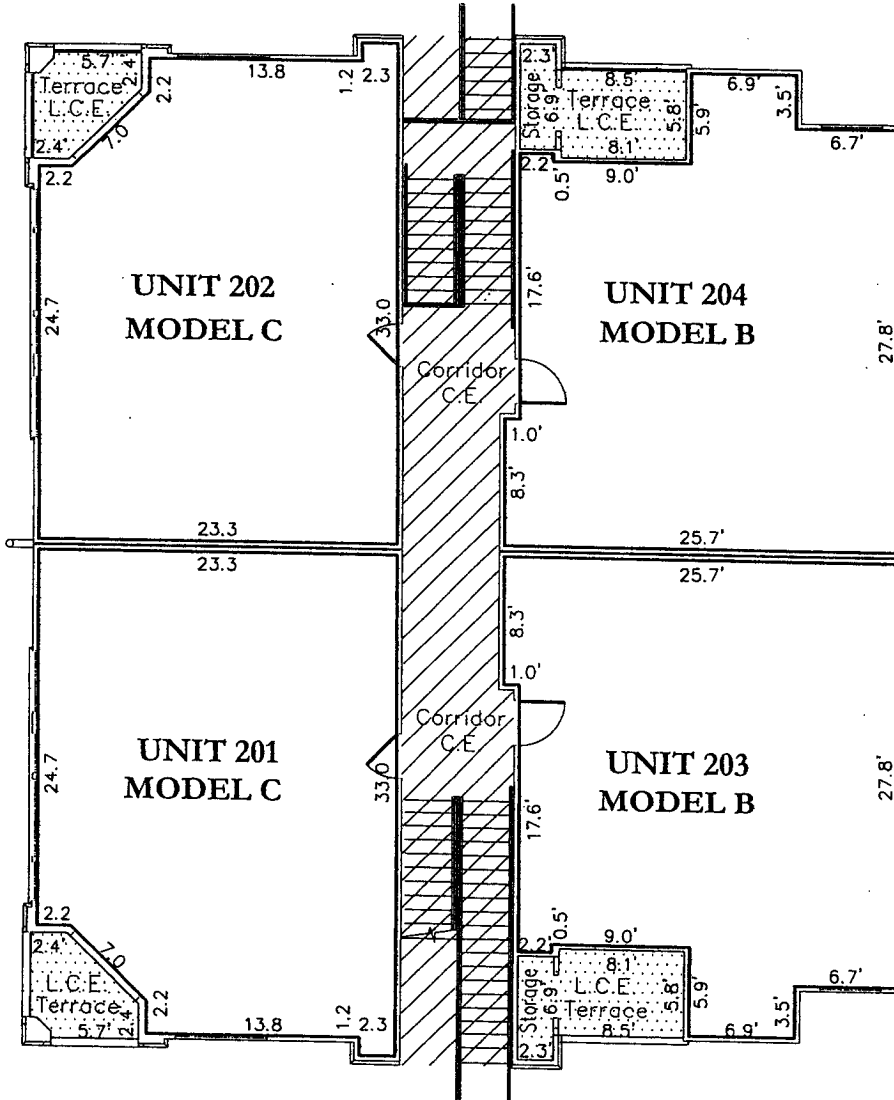 5.7'
2.4'
Terrace
L.C.E.
2.4'
7.0
2.2
2.2
13.8
1.2
2.3
24.7
UNIT 202
MODEL C
33.0
23.3
2.3'
Storage
6.9'
8.5'
Terrace
L.C.E.
8.1'
5.8'
5.9'
6.9'
3.5'
6.7'
2.2'
0.5'
9.0'
17.6'
UNIT 204
MODEL B
27.8'
Corridor
C.E.
1.0'
8.3'
25.7'
23.3
24.7
UNIT 201
MODEL C
33.0
2.2
2.4'
7.0
L.C.E.
Terrace
2.4'
5.7'
2.2
13.8
1.2
2.3
25.7'
8.3'
1.0'
Corridor
C.E.
UNIT 203
MODEL B
17.6'
27.8'
2.2'
0.5'
9.0'
Storage
6.9'
8.1'
L.C.E.
Terrace
5.8'
5.9'
8.5'
2.3'
6.9'
3.5'
6.7'